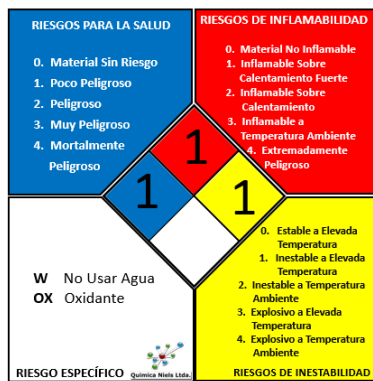 RIESGOS PARA LA SALUD
0. Material Sin Riesgo
1. Poco Peligroso
2. Peligroso
3. Muy Peligroso
4. Mortalmente
Peligroso
RIESGOS DE INFLAMABILIDAD
0. Material No Inflamable
1. Inflamable Sobre
Calentamiento Fuerte
2. Inflamable Sobre
Calentamiento
3. Inflamable a
Temperatura Ambiente
4. Extremadamente
Peligroso
1
1
1
W No Usar Agua
OX Oxidante
Química Niels Ltda.
RIESGO ESPECÍFICO
0. Estable a Elevada
Temperatura
1. Inestable a Elevada
Temperatura
2. Inestable a Temperatura
Ambiente
3. Explosivo a Elevada
Temperatura
4. Explosivo a Temperatura
Ambiente
RIESGOS DE INESTABILIDAD